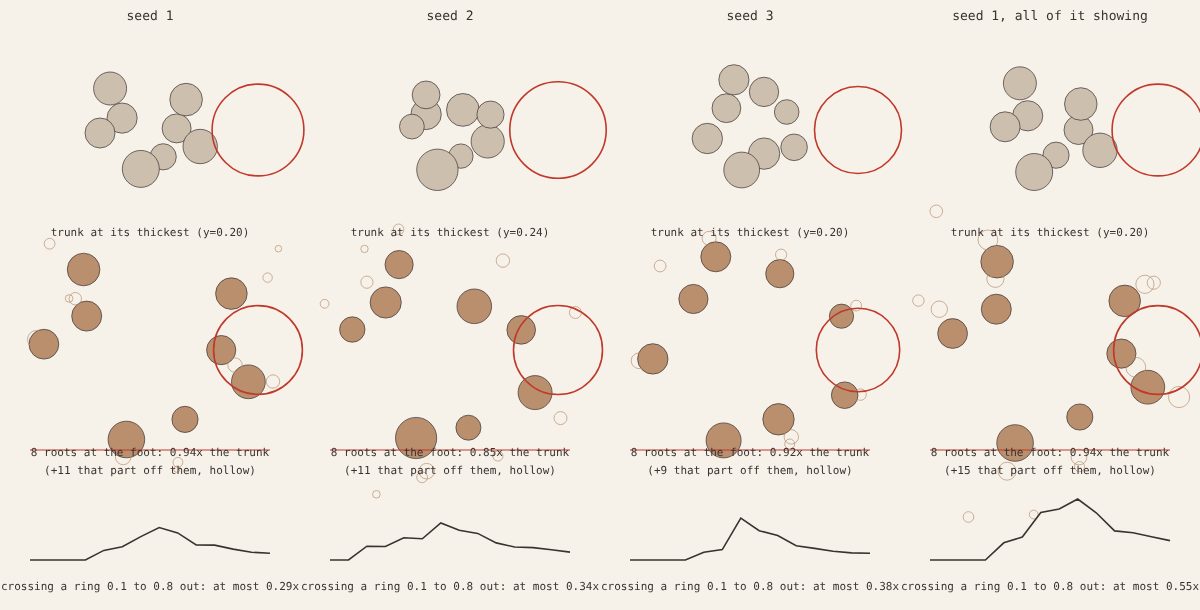 seed 1
seed 2
seed 3
seed 1, all of it showing
trunk at its thickest (y=0.20)
trunk at its thickest (y=0.24)
trunk at its thickest (y=0.20)
trunk at its thickest (y=0.20)
8 roots at the foot: 0.94x the trunk
(+11 that part off them, hollow)
8 roots at the foot: 0.85x the trunk
(+11 that part off them, hollow)
8 roots at the foot: 0.92x the trunk
(+9 that part off them, hollow)
8 roots at the foot: 0.94x the trunk
(+15 that part off them, hollow)
crossing a ring 0.1 to 0.8 out: at most 0.29x
crossing a ring 0.1 to 0.8 out: at most 0.34x
crossing a ring 0.1 to 0.8 out: at most 0.38x
crossing a ring 0.1 to 0.8 out: at most 0.55x